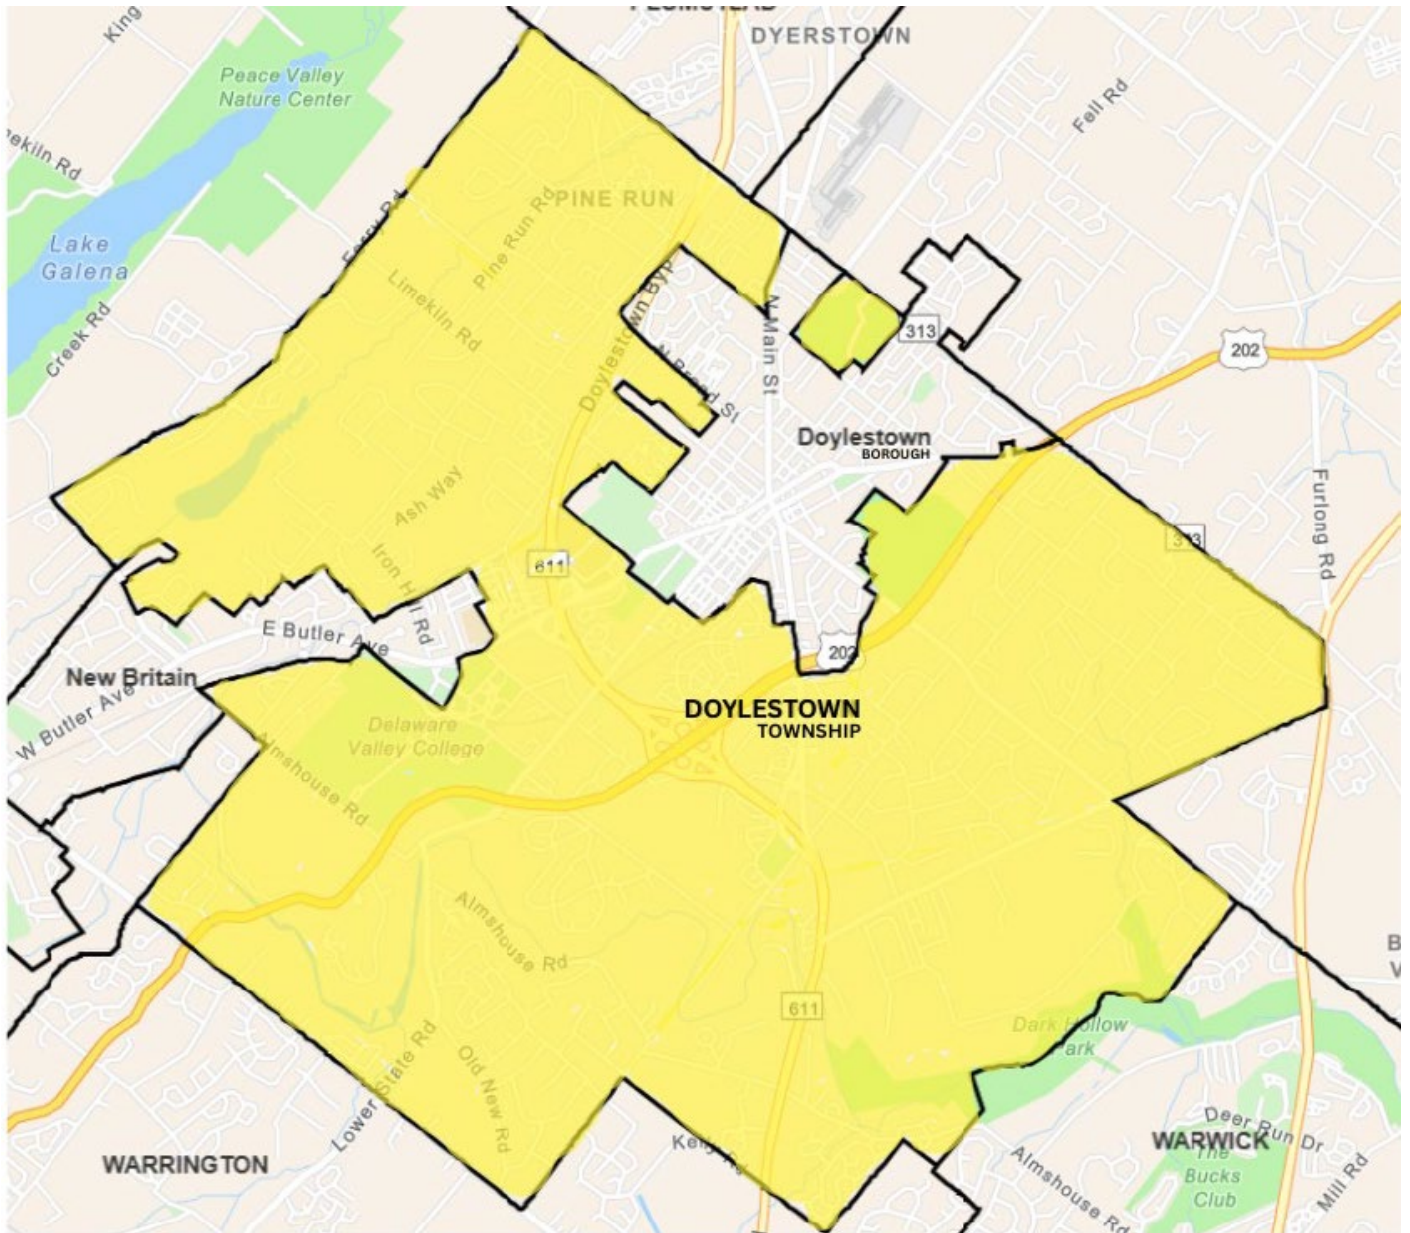 DYERSTOWN
King
Peace Valley
Nature Center
Fell Rd
Ferry Rd
Pine Run Rd
PINE RUN
Lake
Galena
Creek Rd
Limekiln Rd
Doylestown Byp
N Main St
313
202
N Broad St
Doylestown
BOROUGH
Ash Way
Furlong Rd
313
611
Iron Hill Rd
E Butler Ave
New Britain
W Butler Ave
202
DOYLESTOWN
TOWNSHIP
Delaware
Valley College
Almshouse Rd
Almshouse Rd
611
Dark Hollow
Park
Lower State Rd
Old New Rd
Kelly Rd
WARRINGTON
WARWICK
Deer Run Dr
The
Bucks
Club
Almshouse Rd
Mill Rd